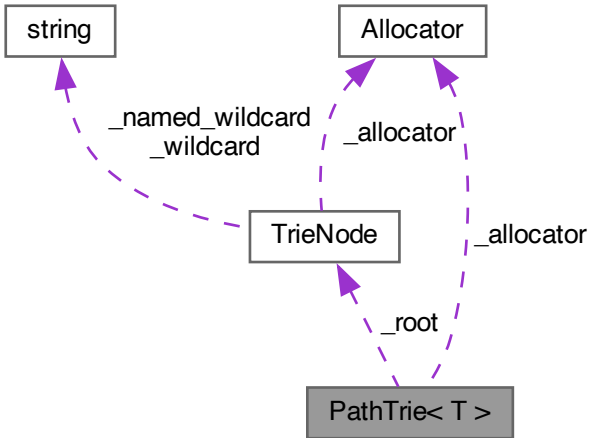 string
Allocator
_named_wildcard
_wildcard
_allocator
TrieNode
_allocator
_root
PathTrie< T >